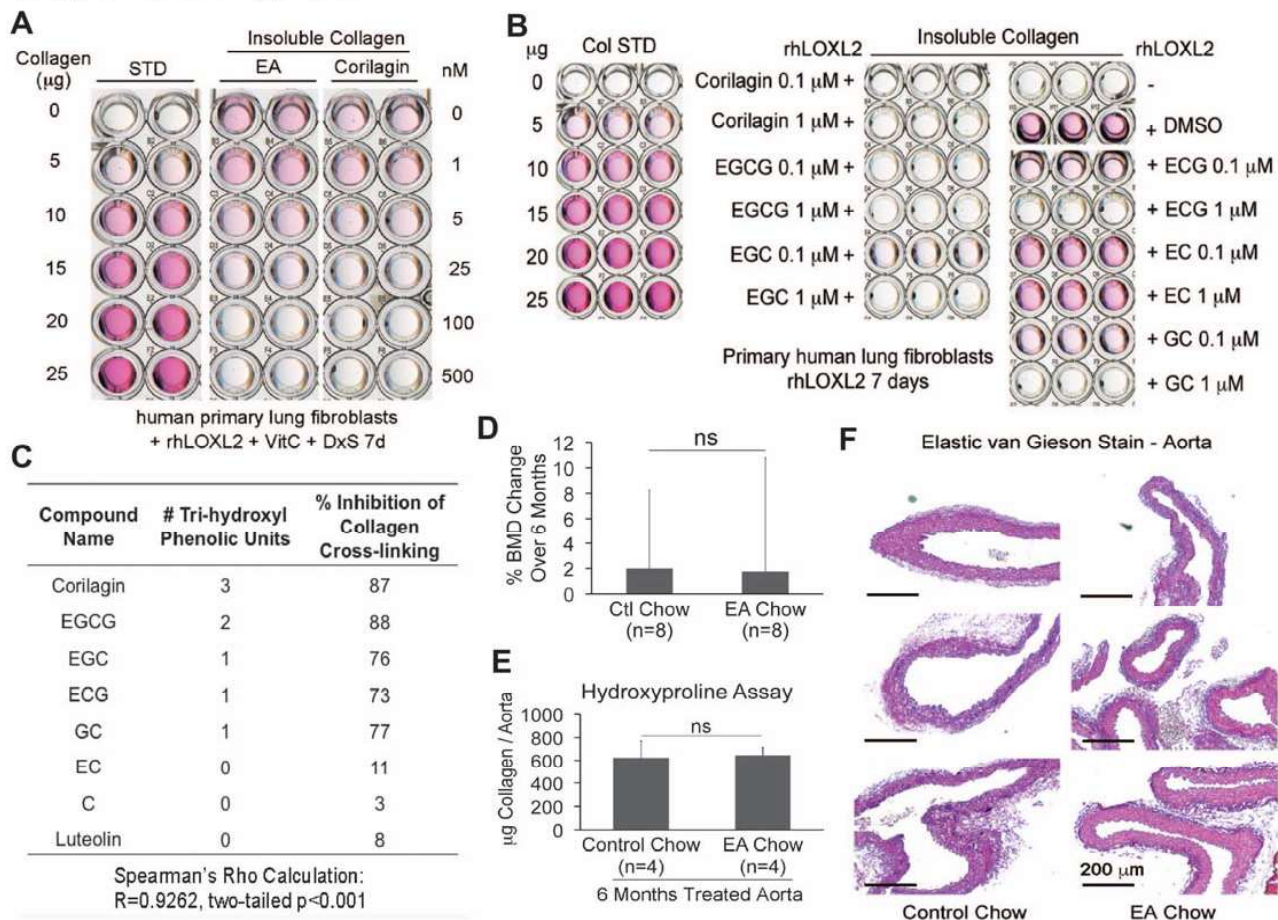 A
Insoluble Collagen
Collagen (μg)
STD
EA
Corilagin
nM
0
5
10
15
20
25
0
1
5
25
100
500
human primary lung fibroblasts
+ rhLOXL2 + VitC + DxS 7d
B
μg
Col STD
rhLOXL2
Insoluble Collagen
rhLOXL2
0
5
10
15
20
25
Corilagin 0.1 μM +
Corilagin 1 μM +
EGCG 0.1 μM +
EGCG 1 μM +
EGC 0.1 μM +
EGC 1 μM +
-
+ DMSO
+ ECG 0.1 μM
+ ECG 1 μM
+ EC 0.1 μM
+ EC 1 μM
+ GC 0.1 μM
+ GC 1 μM
Primary human lung fibroblasts
rhLOXL2 7 days
C
Compound Name # Tri-hydroxyl Phenolic Units % Inhibition of Collagen Cross-linking
Corilagin 3 87
EGCG 2 88
EGC 1 76
ECG 1 73
GC 1 77
EC 0 11
C 0 3
Luteolin 0 8
Spearman's Rho Calculation:
R=0.9262, two-tailed p<0.001
D
% BMD Change
Over 6 Months
12
10
8
6
4
2
0
ns
Ctl Chow
(n=8)
EA Chow
(n=8)
E
Hydroxyproline Assay
μg Collagen / Aorta
1000
800
600
400
200
0
ns
Control Chow
(n=4)
EA Chow
(n=4)
6 Months Treated Aorta
F
Elastic van Gieson Stain - Aorta
200 μm
Control Chow
EA Chow